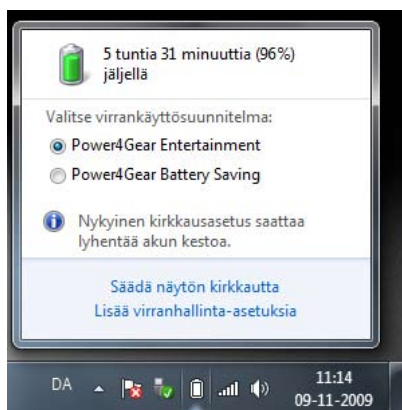 5 tuntia 31 minuuttia (96%)
jäljellä
Valitse virrankäyttösuunnitelma:
Power4Gear Entertainment
Power4Gear Battery Saving
Nykyinen kirkkausasetus saattaa
lyhentää akun kestoa.
Säädä näytön kirkkautta
Lisää virranhallinta-asetuksia
DA
11:14
09-11-2009